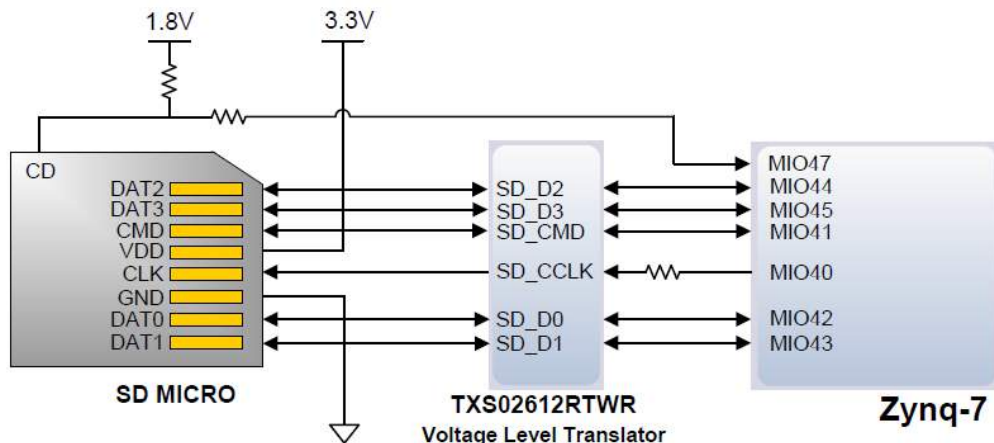 1.8V 3.3V
CD
MIO47
DAT2 SD_D2 MIO44
DAT3 SD_D3 MIO45
CMD SD_CMD MIO41
VDD
CLK SD_CCLK MIO40
GND
DAT0 SD_D0 MIO42
DAT1 SD_D1 MIO43
SD MICRO
TXS02612RTWR
Voltage Level Translator
Zynq-7